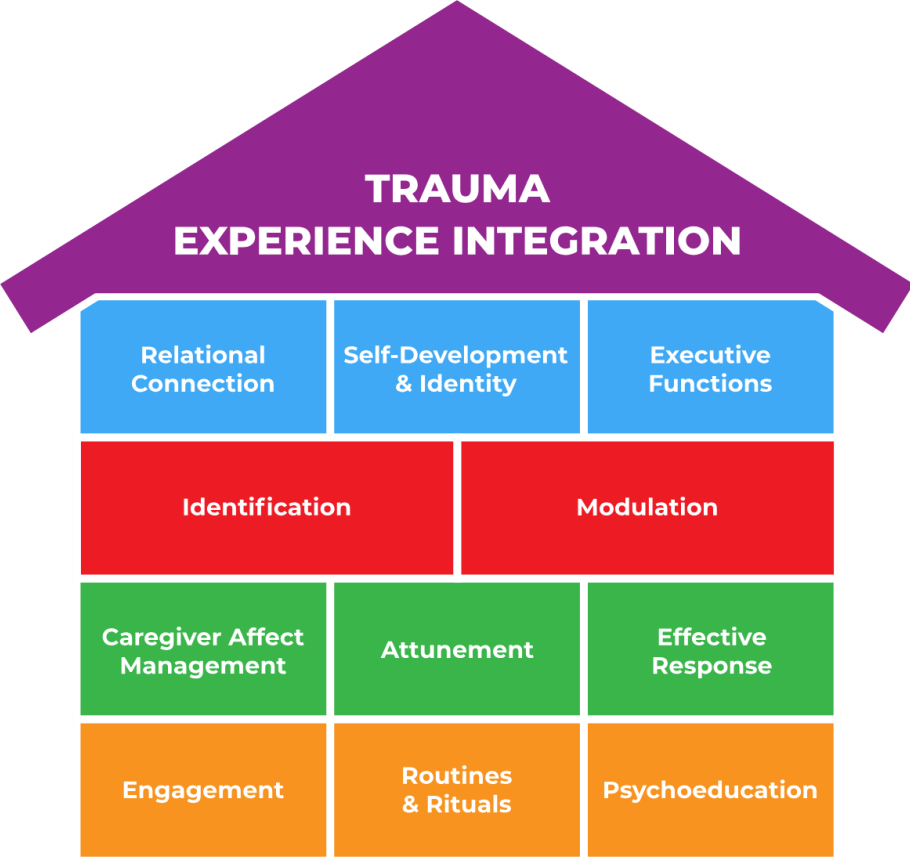 TRAUMA
EXPERIENCE INTEGRATION
Relational
Connection
Self-Development
& Identity
Executive
Functions
Identification
Modulation
Caregiver Affect
Management
Attunement
Effective
Response
Engagement
Routines
& Rituals
Psychoeducation